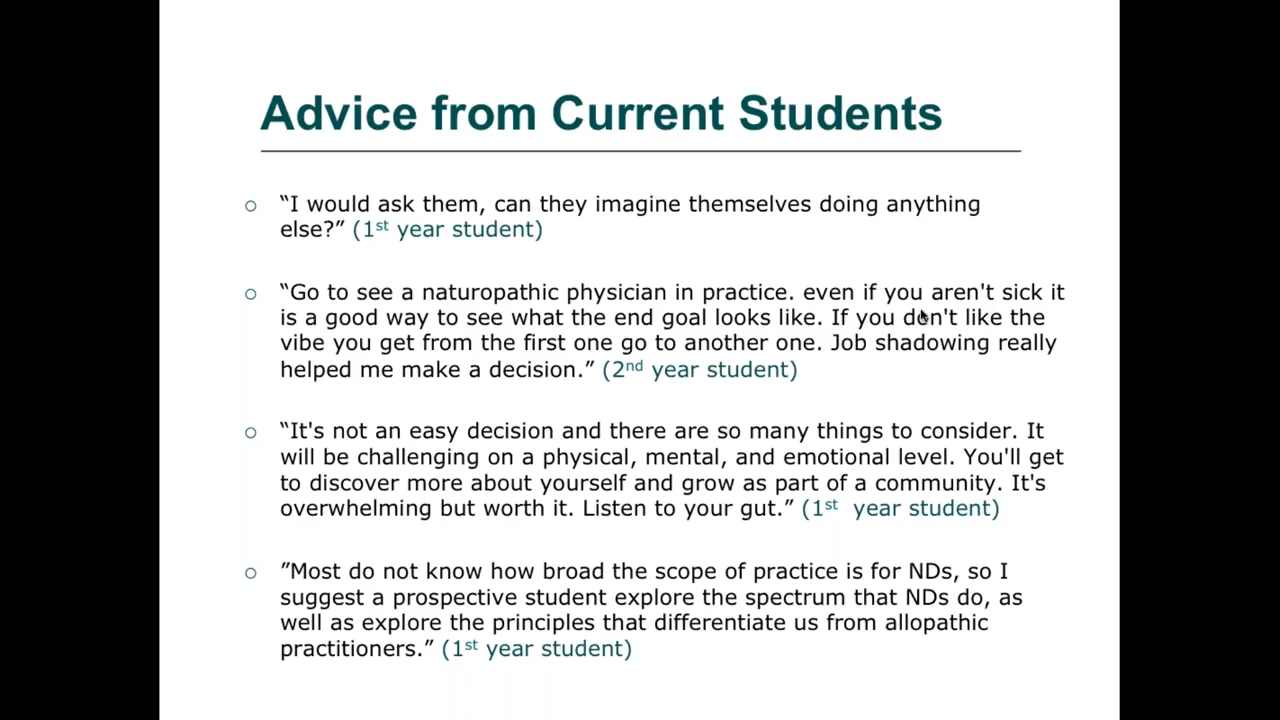 Advice from Current Students
“I would ask them, can they imagine themselves doing anything
else?” (1st year student)
“Go to see a naturopathic physician in practice. even if you aren't sick it
is a good way to see what the end goal looks like. If you don't like the
vibe you get from the first one go to another one. Job shadowing really
helped me make a decision.” (2nd year student)
“It's not an easy decision and there are so many things to consider. It
will be challenging on a physical, mental, and emotional level. You'll get
to discover more about yourself and grow as part of a community. It's
overwhelming but worth it. Listen to your gut.” (1st  year student)
”Most do not know how broad the scope of practice is for NDs, so I
suggest a prospective student explore the spectrum that NDs do, as
well as explore the principles that differentiate us from allopathic
practitioners.” (1st year student)